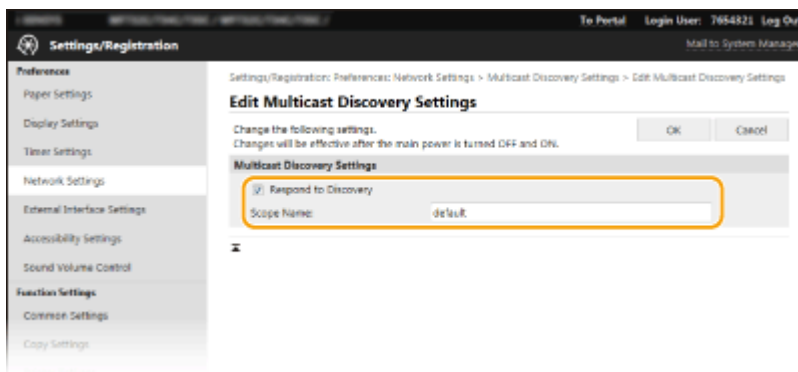 To Portal Login User: 7654321 Log Ou
Settings/Registration
Mail to System Manage
Preferences
Paper Settings
Display Settings
Timer Settings
Network Settings
External Interface Settings
Accessibility Settings
Sound Volume Control
Function Settings
Common Settings
Copy Settings
Settings/Registration: Preferences: Network Settings > Multicast Discovery Settings > Edit Multicast Discovery Settings
Edit Multicast Discovery Settings
Change the following settings.
Changes will be effective after the main power is turned OFF and ON.
OK Cancel
Multicast Discovery Settings
Respond to Discovery
Scope Name: default